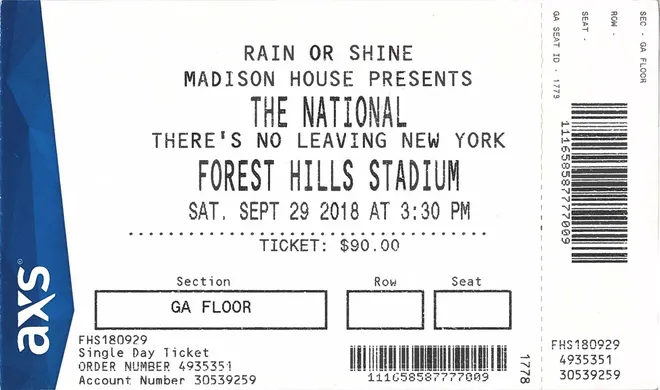 RAIN OR SHINE
MADISON HOUSE PRESENTS
THE NATIONAL
THERE'S NO LEAVING NEW YORK
FOREST HILLS STADIUM
SAT. SEPT 29 2018 AT 3:30 PM
TICKET: $90.00
Section Row Seat
GA FLOOR
FHS180929
Single Day Ticket
ORDER NUMBER 4935351
Account Number 30539259
111658587777009
1778
axs
SEC - GA FLOOR
ROW -
SEAT -
GA SEAT ID - 1778
111658587777009
FHS180929
4935351
30539259